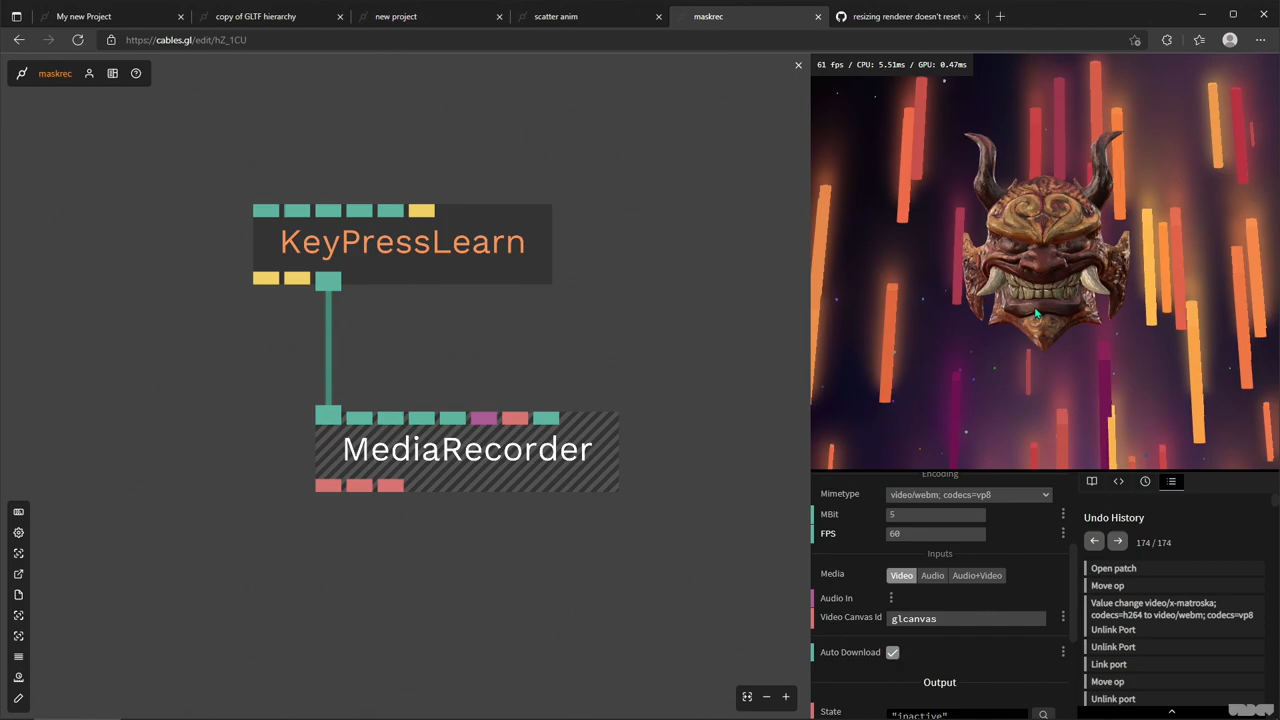 My new Project
copy of GLTF hierarchy
new project
scatter anim
maskrec
resizing renderer doesn't reset vi
https://cables.gl/edit/hZ_1CU
maskrec
61 fps / CPU: 5.51ms / GPU: 0.47ms
KeyPressLearn
MediaRecorder
Encoding
Mimetype
video/webm; codecs=vp8
MBit
5
FPS
60
Inputs
Media
Video
Audio
Audio+Video
Audio In
Video Canvas Id
glcanvas
Auto Download
Output
State
"inactive"
Undo History
174 / 174
Open patch
Move op
Value change video/x-matroska;
codecs=h264 to video/webm; codecs=vp8
Unlink Port
Unlink Port
Link port
Move op
Unlink port